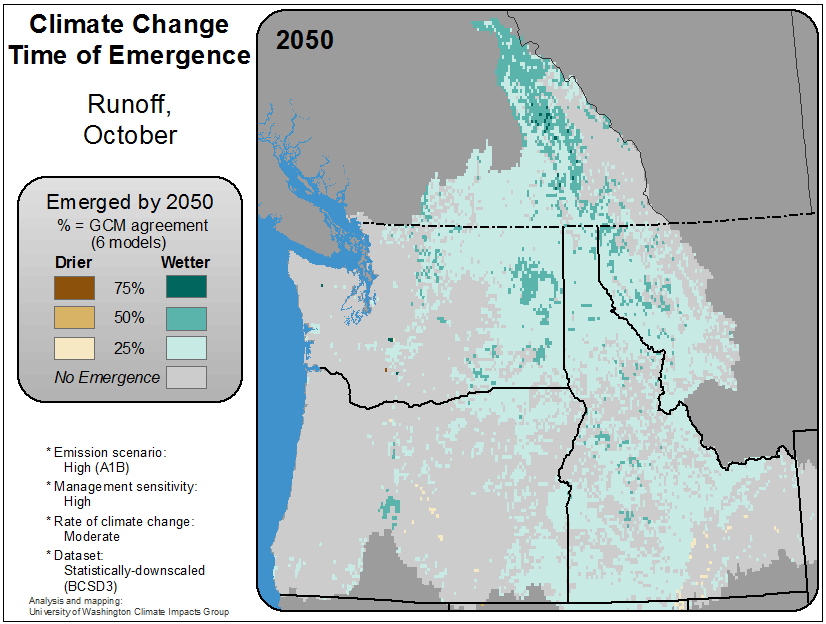 Climate Change
Time of Emergence
Runoff,
October
Emerged by 2050
% = GCM agreement
(6 models)
Drier Wetter
75%
50%
25%
No Emergence
* Emission scenario:
High (A1B)
* Management sensitivity:
High
* Rate of climate change:
Moderate
* Dataset:
Statistically-downscaled
(BCSD3)
Analysis and mapping:
University of Washington Climate Impacts Group
2050